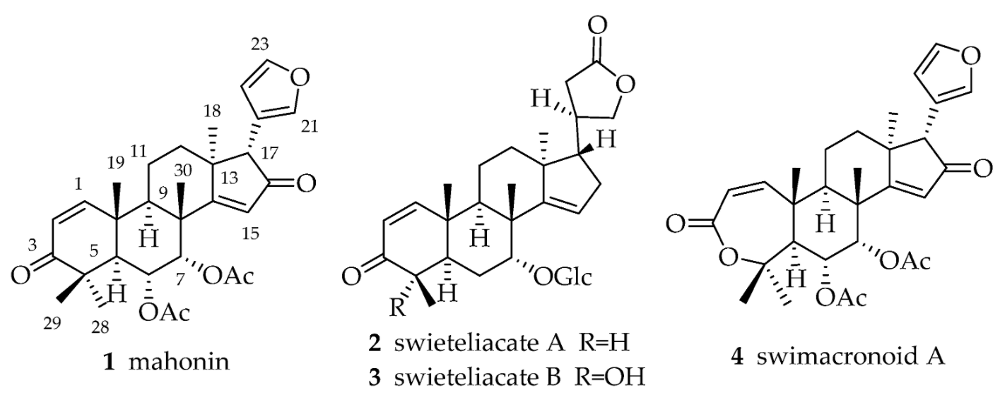 23
O
18
21
11
17
19
30
O
1
9
13
H
15
3
5
O
7
OAc
H
OAc
29
28
1 mahonin
O
O
H
H
H
O
OGlc
H
R
2 swieteliacate A R=H
3 swieteliacate B R=OH
O
O
H
O
O
OAc
H
OAc
4 swimacronoid A